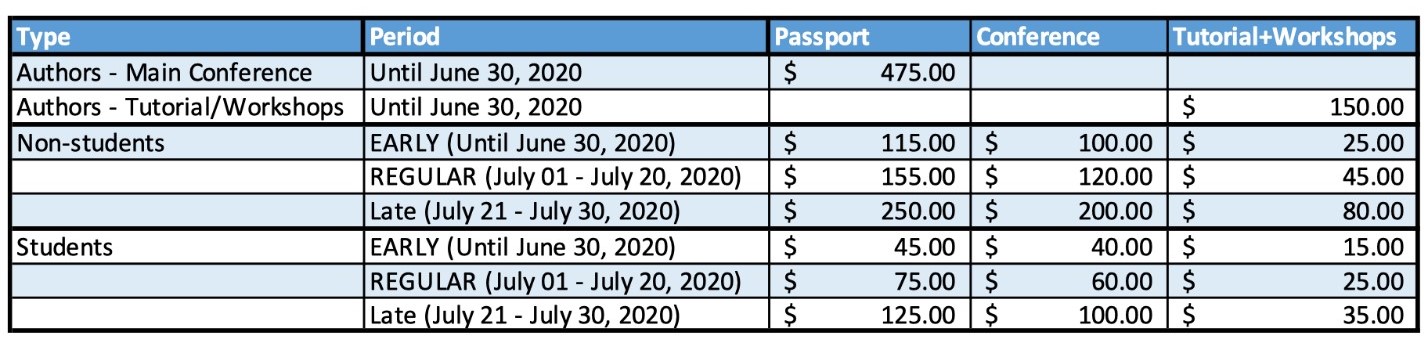 Type Period Passport Conference Tutorial+Workshops
Authors - Main Conference Until June 30, 2020 $ 475.00
Authors - Tutorial/Workshops Until June 30, 2020 $ 150.00
Non-students EARLY (Until June 30, 2020) $ 115.00 $ 100.00 $ 25.00
REGULAR (July 01 - July 20, 2020) $ 155.00 $ 120.00 $ 45.00
Late (July 21 - July 30, 2020) $ 250.00 $ 200.00 $ 80.00
Students EARLY (Until June 30, 2020) $ 45.00 $ 40.00 $ 15.00
REGULAR (July 01 - July 20, 2020) $ 75.00 $ 60.00 $ 25.00
Late (July 21 - July 30, 2020) $ 125.00 $ 100.00 $ 35.00